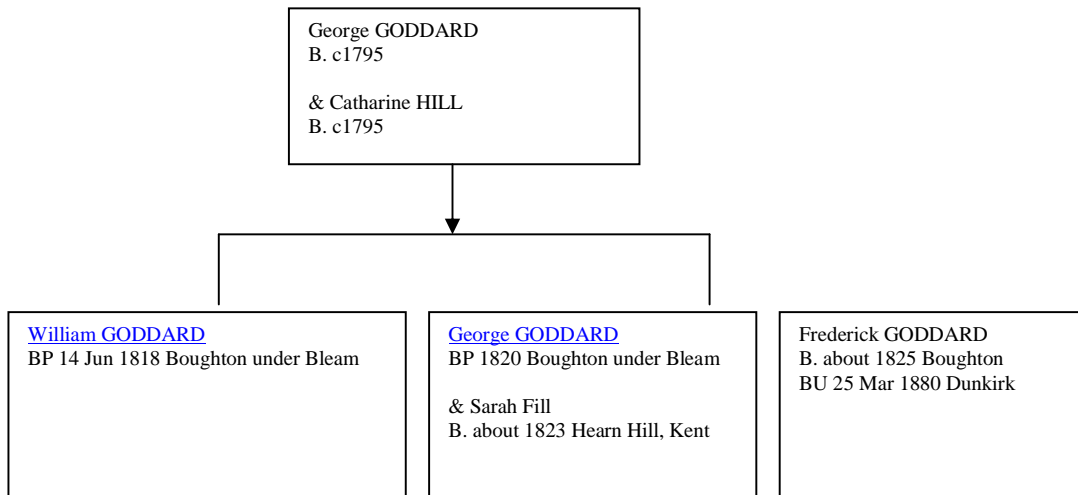 George GODDARD
B. c1795
& Catharine HILL
B. c1795
William GODDARD
BP 14 Jun 1818 Boughton under Bleam
George GODDARD
BP 1820 Boughton under Bleam
& Sarah Fill
B. about 1823 Hearn Hill, Kent
Frederick GODDARD
B. about 1825 Boughton
BU 25 Mar 1880 Dunkirk